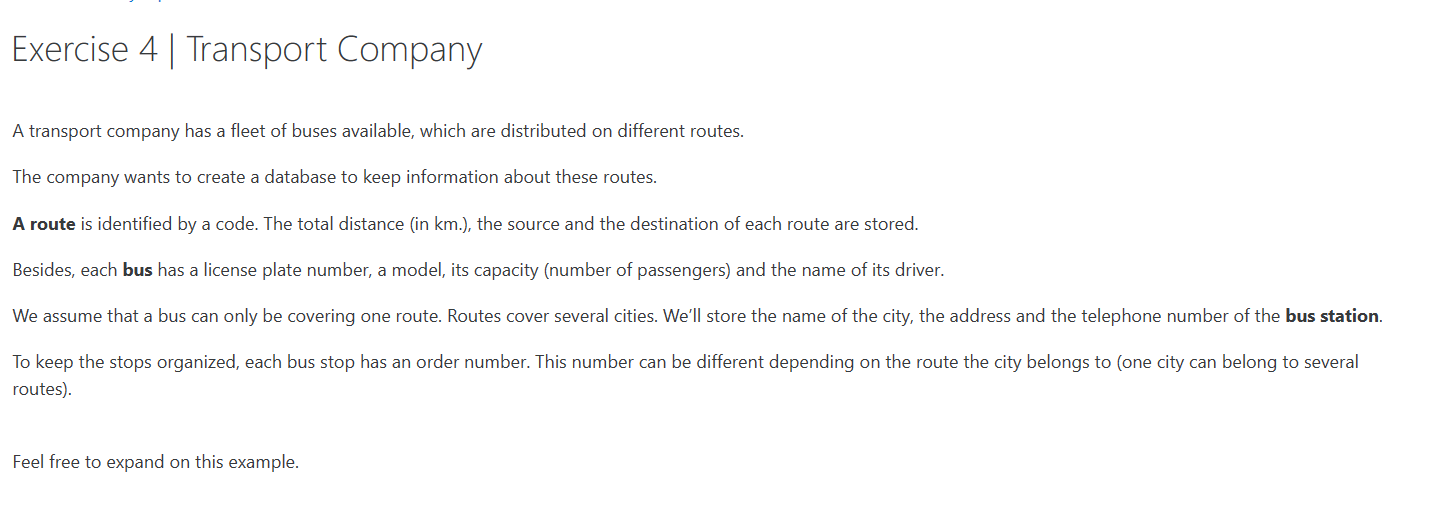 Exercise 4 | Transport Company
A transport company has a fleet of buses available, which are distributed on different routes.
The company wants to create a database to keep information about these routes.
A route is identified by a code. The total distance (in km.), the source and the destination of each route are stored.
Besides, each bus has a license plate number, a model, its capacity (number of passengers) and the name of its driver.
We assume that a bus can only be covering one route. Routes cover several cities. We’ll store the name of the city, the address and the telephone number of the bus station.
To keep the stops organized, each bus stop has an order number. This number can be different depending on the route the city belongs to (one city can belong to several
routes).
Feel free to expand on this example.